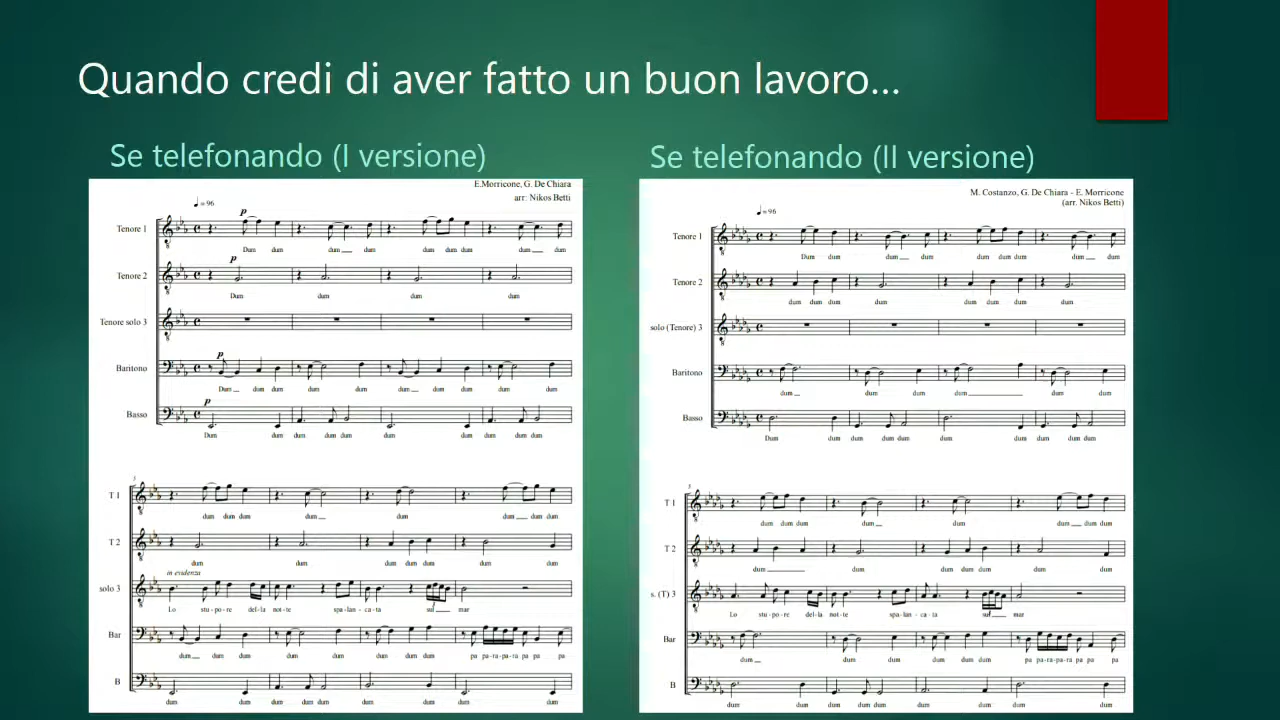 Quando credi di aver fatto un buon lavoro...
Se telefonando (I versione)
E.Morricone, G. De Chiara
arr: Nikos Betti
♩ = 96
p
Tenore 1
Dum dum dum dum dum dum dum dum dum
p
Tenore 2
Dum dum dum dum
Tenore solo 3
p
Baritono
Dum dum dum dum dum dum dum dum dum
p
Basso
Dum dum dum dum dum dum dum dum dum
5
T 1
dum dum dum dum dum dum dum
T 2
dum dum dum dum dum dum dum
in evidenza
solo 3
Lo stu-po-re del-la not-te spa-lan-ca-ta sul mar
Bar
dum dum dum dum dum dum dum dum pa pa-ra-pa-ra pa pa pa
B
dum dum dum dum dum dum dum dum
Se telefonando (II versione)
M. Costanzo, G. De Chiara - E. Morricone
(arr. Nikos Betti)
♩ = 96
Tenore 1
Dum dum dum dum dum dum dum dum dum
Tenore 2
dum dum dum dum dum dum dum dum
solo (Tenore) 3
Baritono
dum dum dum dum dum dum dum
Basso
Dum dum dum dum dum dum dum dum dum dum
5
T 1
dum dum dum dum dum dum dum
T 2
dum dum dum dum dum dum dum
s. (T) 3
Lo stu-po-re del-la not-te spa-lan-ca-ta sul mar
Bar
dum dum dum dum dum dum pa pa-ra-pa-ra pa pa pa
B
dum dum dum dum dum dum dum dum